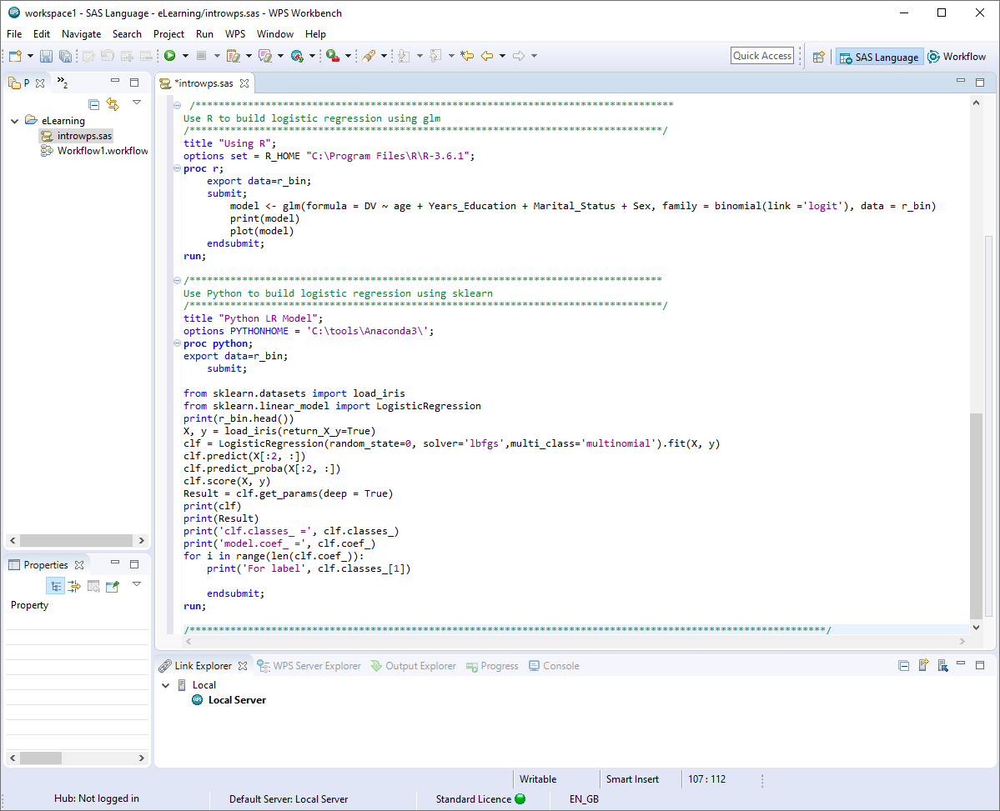 workspace1 - SAS Language - eLearning/introwps.sas - WPS Workbench
File Edit Navigate Search Project Run WPS Window Help
Quick Access
SAS Language
Workflow
P
2
*introwps.sas
eLearning
introwps.sas
Workflow1.workflow
/**********************************************************************************
Use R to build logistic regression using glm
/*********************************************************************************/
title "Using R";
options set = R_HOME "C:\Program Files\R\R-3.6.1";
proc r;
    export data=r_bin;
    submit;
        model <- glm(formula = DV ~ age + Years_Education + Marital_Status + Sex, family = binomial(link ='logit'), data = r_bin)
        print(model)
        plot(model)
    endsubmit;
run;
/*********************************************************************************
Use Python to build logistic regression using sklearn
/*********************************************************************************/
title "Python LR Model";
options PYTHONHOME = 'C:\tools\Anaconda3\';
proc python;
export data=r_bin;
    submit;
from sklearn.datasets import load_iris
from sklearn.linear_model import LogisticRegression
print(r_bin.head())
X, y = load_iris(return_X_y=True)
clf = LogisticRegression(random_state=0, solver='lbfgs',multi_class='multinomial').fit(X, y)
clf.predict(X[:2, :])
clf.predict_proba(X[:2, :])
clf.score(X, y)
Result = clf.get_params(deep = True)
print(clf)
print(Result)
print('clf.classes_ =', clf.classes_)
print('model.coef_ =', clf.coef_)
for i in range(len(clf.coef_)):
    print('For label', clf.classes_[1])
    endsubmit;
run;
/*************************************************************************************************************/
Properties
Property
Link Explorer
WPS Server Explorer
Output Explorer
Progress
Console
Local
Local Server
Writable
Smart Insert
107 : 112
Hub: Not logged in
Default Server: Local Server
Standard Licence
EN_GB